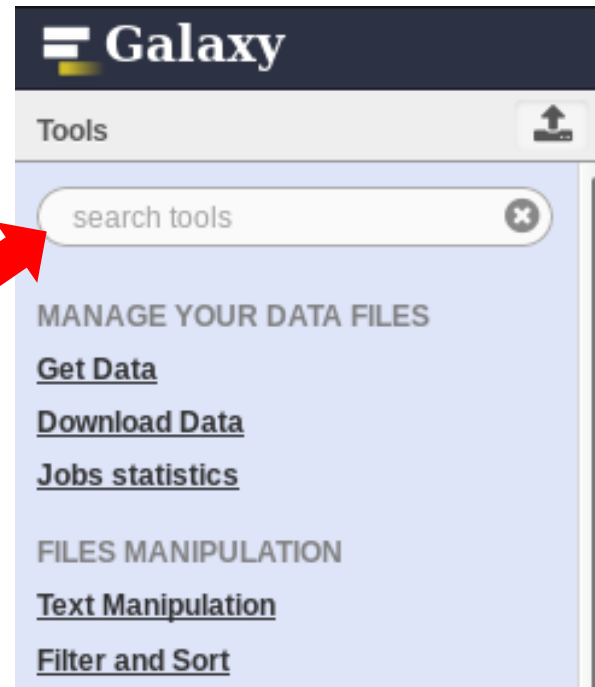 Galaxy
Tools
search tools
MANAGE YOUR DATA FILES
Get Data
Download Data
Jobs statistics
FILES MANIPULATION
Text Manipulation
Filter and Sort